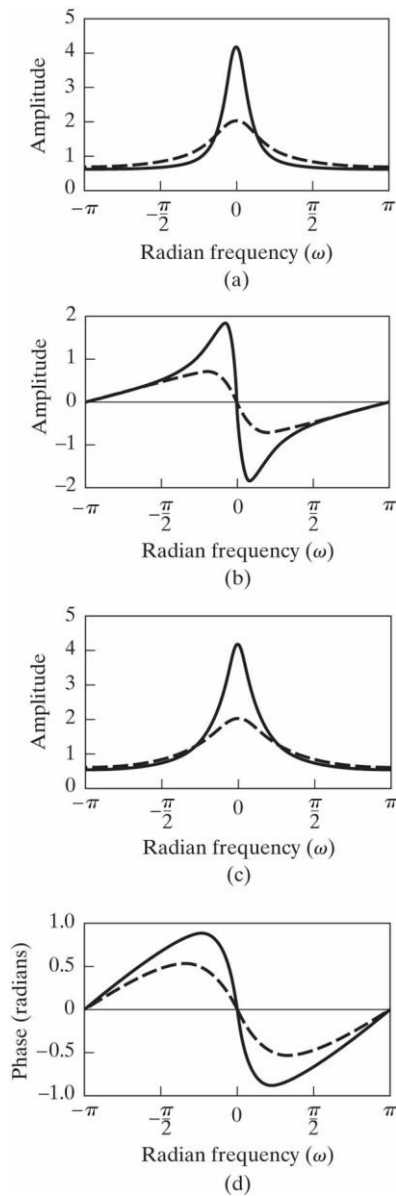 5
4
3
2
1
0
Amplitude
−π
−π/2
0
π/2
π
Radian frequency (ω)
(a)
2
1
0
−1
−2
Amplitude
−π
−π/2
0
π/2
π
Radian frequency (ω)
(b)
5
4
3
2
1
0
Amplitude
−π
−π/2
0
π/2
π
Radian frequency (ω)
(c)
1.0
0.5
0
−0.5
−1.0
Phase (radians)
−π
−π/2
0
π/2
π
Radian frequency (ω)
(d)